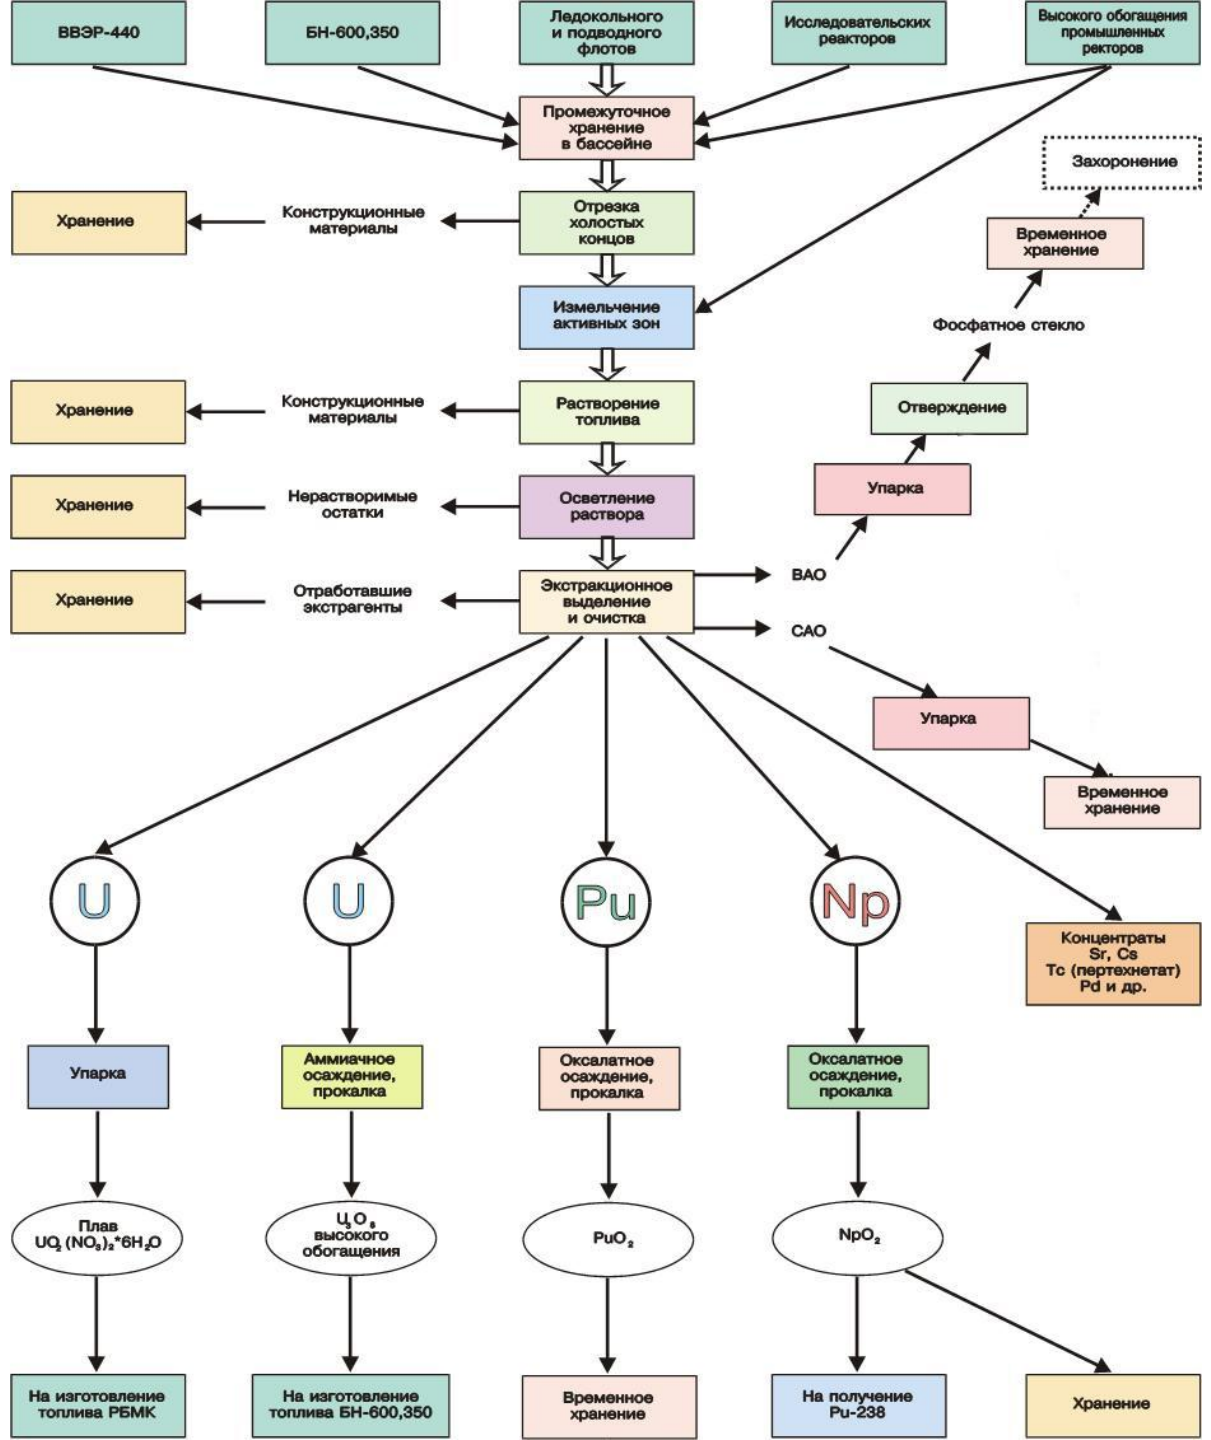 ВВЭР-440
БН-600,350
Ледокольного
и подводного
флотов
Исследовательских
реакторов
Высокого обогащения
промышленных
ректоров
Промежуточное
хранение
в бассейне
Захоронение
Хранение
Конструкционные
материалы
Отрезка
холостых
концов
Временное
хранение
Измельчение
активных зон
Фосфатное стекло
Хранение
Конструкционные
материалы
Растворение
топлива
Отверждение
Хранение
Нерастворимые
остатки
Осветление
раствора
Упарка
Хранение
Отработавшие
экстрагенты
Экстракционное
выделение
и очистка
ВАО
САО
Упарка
Временное
хранение
U
U
Pu
Np
Концентраты
Sr, Cs
Tc (пертехнетат)
Pd и др.
Упарка
Аммиачное
осаждение,
прокалка
Оксалатное
осаждение,
прокалка
Оксалатное
осаждение,
прокалка
Плав
UO₂(NO₃)₂*6H₂O
U₃O₈
высокого
обогащения
PuO₂
NpO₂
На изготовление
топлива РБМК
На изготовление
топлива БН-600,350
Временное
хранение
На получение
Pu-238
Хранение